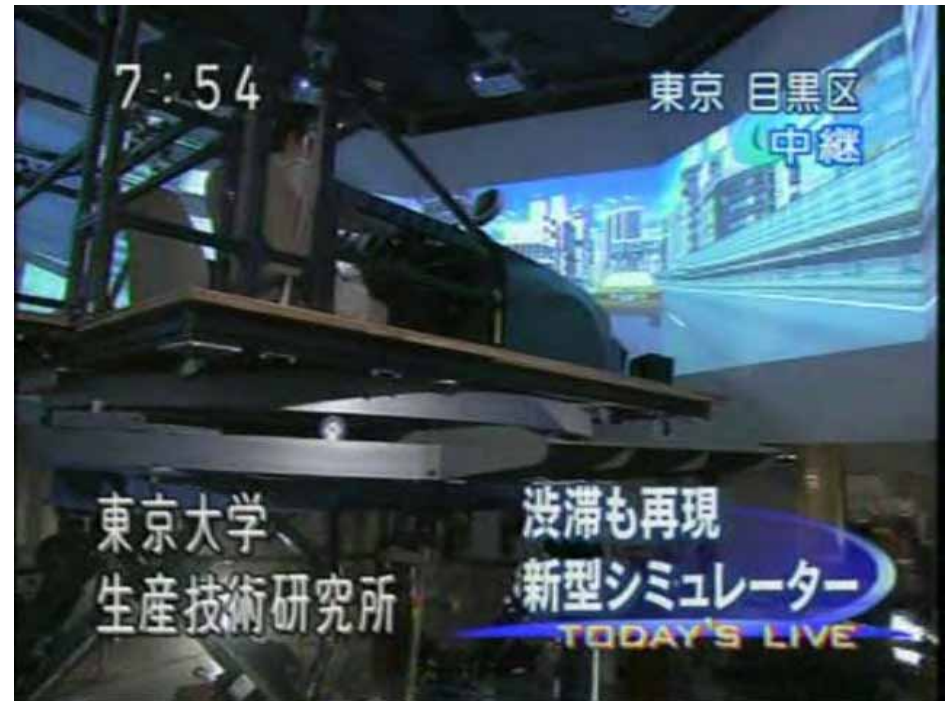 7:54
東京 目黒区
中継
東京大学
生産技術研究所
渋滞も再現
新型シミュレーター
TODAY'S LIVE